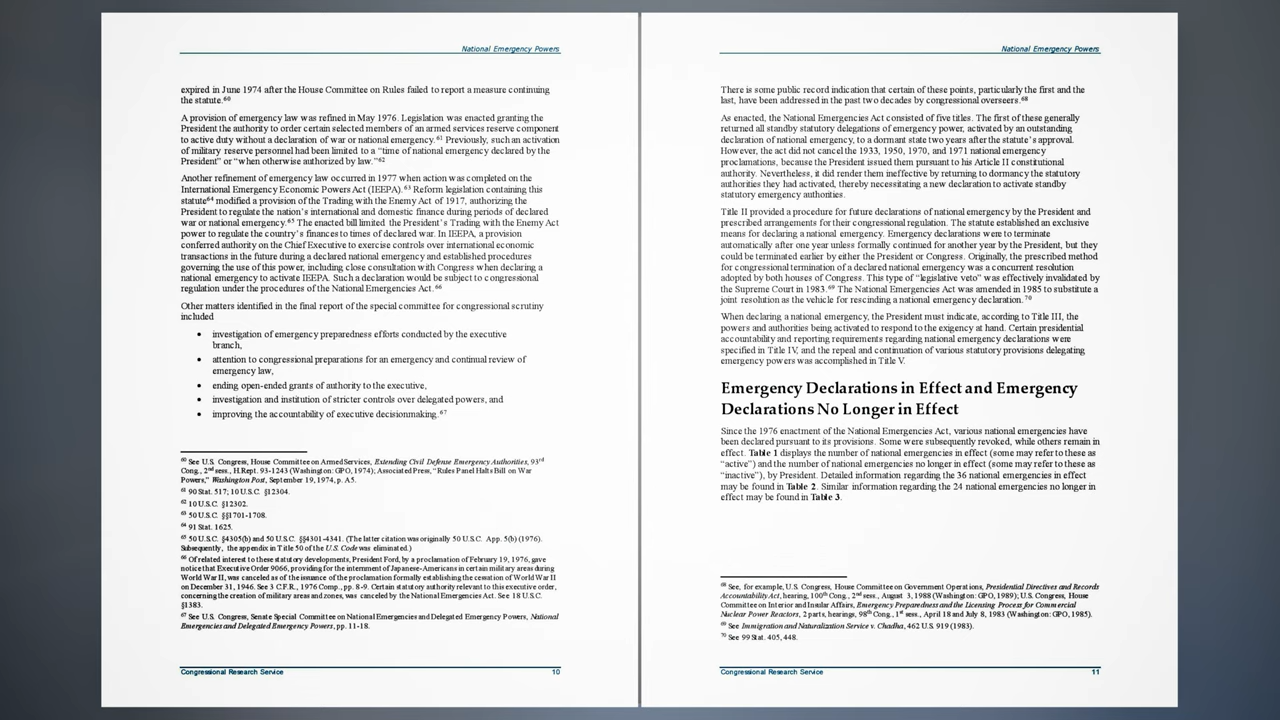 National Emergency Powers
expired in June 1974 after the House Committee on Rules failed to report a measure continuing
the statute.60
A provision of emergency law was refined in May 1976. Legislation was enacted granting the
President the authority to order certain selected members of an armed services reserve component
to active duty without a declaration of war or national emergency.61 Previously, such an activation
of military reserve personnel had been limited to a “time of national emergency declared by the
President” or “when otherwise authorized by law.”62
Another refinement of emergency law occurred in 1977 when action was completed on the
International Emergency Economic Powers Act (IEEPA).63 Reform legislation containing this
statute64 modified a provision of the Trading with the Enemy Act of 1917, authorizing the
President to regulate the nation’s international and domestic finance during periods of declared
war or national emergency.65 The enacted bill limited the President’s Trading with the Enemy Act
power to regulate the country’s finances to times of declared war. In IEEPA, a provision
conferred authority on the Chief Executive to exercise controls over international economic
transactions in the future during a declared national emergency and established procedures
governing the use of this power, including close consultation with Congress when declaring a
national emergency to activate IEEPA. Such a declaration would be subject to congressional
regulation under the procedures of the National Emergencies Act.66
Other matters identified in the final report of the special committee for congressional scrutiny
included
• investigation of emergency preparedness efforts conducted by the executive
branch,
• attention to congressional preparations for an emergency and continual review of
emergency law,
• ending open-ended grants of authority to the executive,
• investigation and institution of stricter controls over delegated powers, and
• improving the accountability of executive decisionmaking.67
60 See U.S. Congress, House Committee on Armed Services, Extending Civil Defense Emergency Authorities, 93rd
Cong., 2nd sess., H.Rept. 93-1243 (Washington: GPO, 1974); Associated Press, “Rules Panel Halts Bill on War
Powers,” Washington Post, September 19, 1974, p. A5.
61 90 Stat. 517; 10 U.S.C. §12304.
62 10 U.S.C. §12302.
63 50 U.S.C. §§1701-1708.
64 91 Stat. 1625.
65 50 U.S.C. §4305(b) and 50 U.S.C. §§4301-4341. (The latter citation was originally 50 U.S.C. App. 5(b) (1976).
Subsequently, the appendix in Title 50 of the U.S. Code was eliminated.)
66 Of related interest to these statutory developments, President Ford, by a proclamation of February 19, 1976, gave
notice that Executive Order 9066, providing for the internment of Japanese-Americans in certain military areas during
World War II, was canceled as of the issuance of the proclamation formally establishing the cessation of World War II
on December 31, 1946. See 3 C.F.R., 1976 Comp., pp. 8-9. Certain statutory authority relevant to this executive order,
concerning the creation of military areas and zones, was canceled by the National Emergencies Act. See 18 U.S.C.
§1383.
67 See U.S. Congress, Senate Special Committee on National Emergencies and Delegated Emergency Powers, National
Emergencies and Delegated Emergency Powers, pp. 11-18.
Congressional Research Service 10
National Emergency Powers
There is some public record indication that certain of these points, particularly the first and the
last, have been addressed in the past two decades by congressional overseers.68
As enacted, the National Emergencies Act consisted of five titles. The first of these generally
returned all standby statutory delegations of emergency power, activated by an outstanding
declaration of national emergency, to a dormant state two years after the statute’s approval.
However, the act did not cancel the 1933, 1950, 1970, and 1971 national emergency
proclamations, because the President issued them pursuant to his Article II constitutional
authority. Nevertheless, it did render them ineffective by returning to dormancy the statutory
authorities they had activated, thereby necessitating a new declaration to activate standby
statutory emergency authorities.
Title II provided a procedure for future declarations of national emergency by the President and
prescribed arrangements for their congressional regulation. The statute established an exclusive
means for declaring a national emergency. Emergency declarations were to terminate
automatically after one year unless formally continued for another year by the President, but they
could be terminated earlier by either the President or Congress. Originally, the prescribed method
for congressional termination of a declared national emergency was a concurrent resolution
adopted by both houses of Congress. This type of “legislative veto” was effectively invalidated by
the Supreme Court in 1983.69 The National Emergencies Act was amended in 1985 to substitute a
joint resolution as the vehicle for rescinding a national emergency declaration.70
When declaring a national emergency, the President must indicate, according to Title III, the
powers and authorities being activated to respond to the exigency at hand. Certain presidential
accountability and reporting requirements regarding national emergency declarations were
specified in Title IV, and the repeal and continuation of various statutory provisions delegating
emergency powers was accomplished in Title V.
Emergency Declarations in Effect and Emergency
Declarations No Longer in Effect
Since the 1976 enactment of the National Emergencies Act, various national emergencies have
been declared pursuant to its provisions. Some were subsequently revoked, while others remain in
effect. Table 1 displays the number of national emergencies in effect (some may refer to these as
“active”) and the number of national emergencies no longer in effect (some may refer to these as
“inactive”), by President. Detailed information regarding the 36 national emergencies in effect
may be found in Table 2. Similar information regarding the 24 national emergencies no longer in
effect may be found in Table 3.
68 See, for example, U.S. Congress, House Committee on Government Operations, Presidential Directives and Records
Accountability Act, hearing, 100th Cong., 2nd sess., August 3, 1988 (Washington: GPO, 1989); U.S. Congress, House
Committee on Interior and Insular Affairs, Emergency Preparedness and the Licensing Process for Commercial
Nuclear Power Reactors, 2 parts, hearings, 98th Cong., 1st sess., April 18 and July 8, 1983 (Washington: GPO, 1985).
69 See Immigration and Naturalization Service v. Chadha, 462 U.S. 919 (1983).
70 See 99 Stat. 405, 448.
Congressional Research Service 11